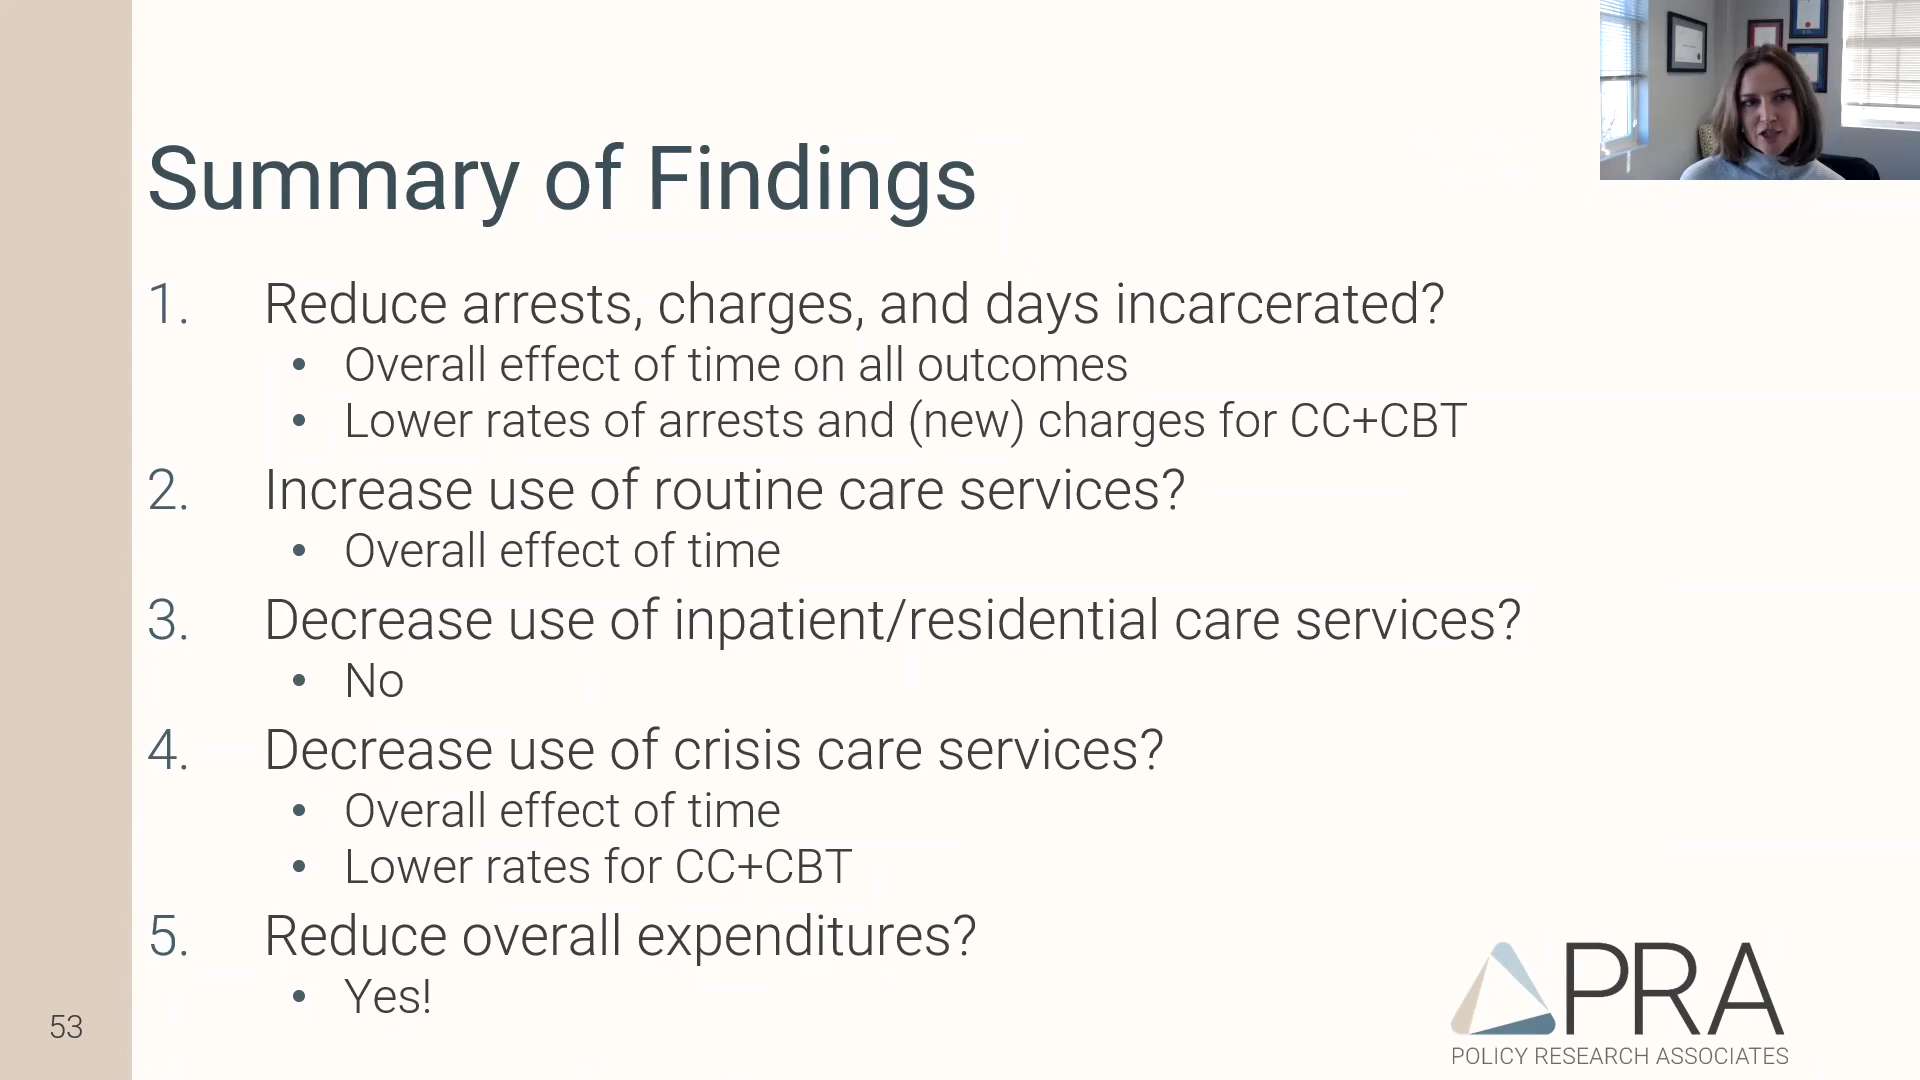 Summary of Findings
1. Reduce arrests, charges, and days incarcerated?
• Overall effect of time on all outcomes
• Lower rates of arrests and (new) charges for CC+CBT
2. Increase use of routine care services?
• Overall effect of time
3. Decrease use of inpatient/residential care services?
• No
4. Decrease use of crisis care services?
• Overall effect of time
• Lower rates for CC+CBT
5. Reduce overall expenditures?
• Yes!
53
PRA
POLICY RESEARCH ASSOCIATES